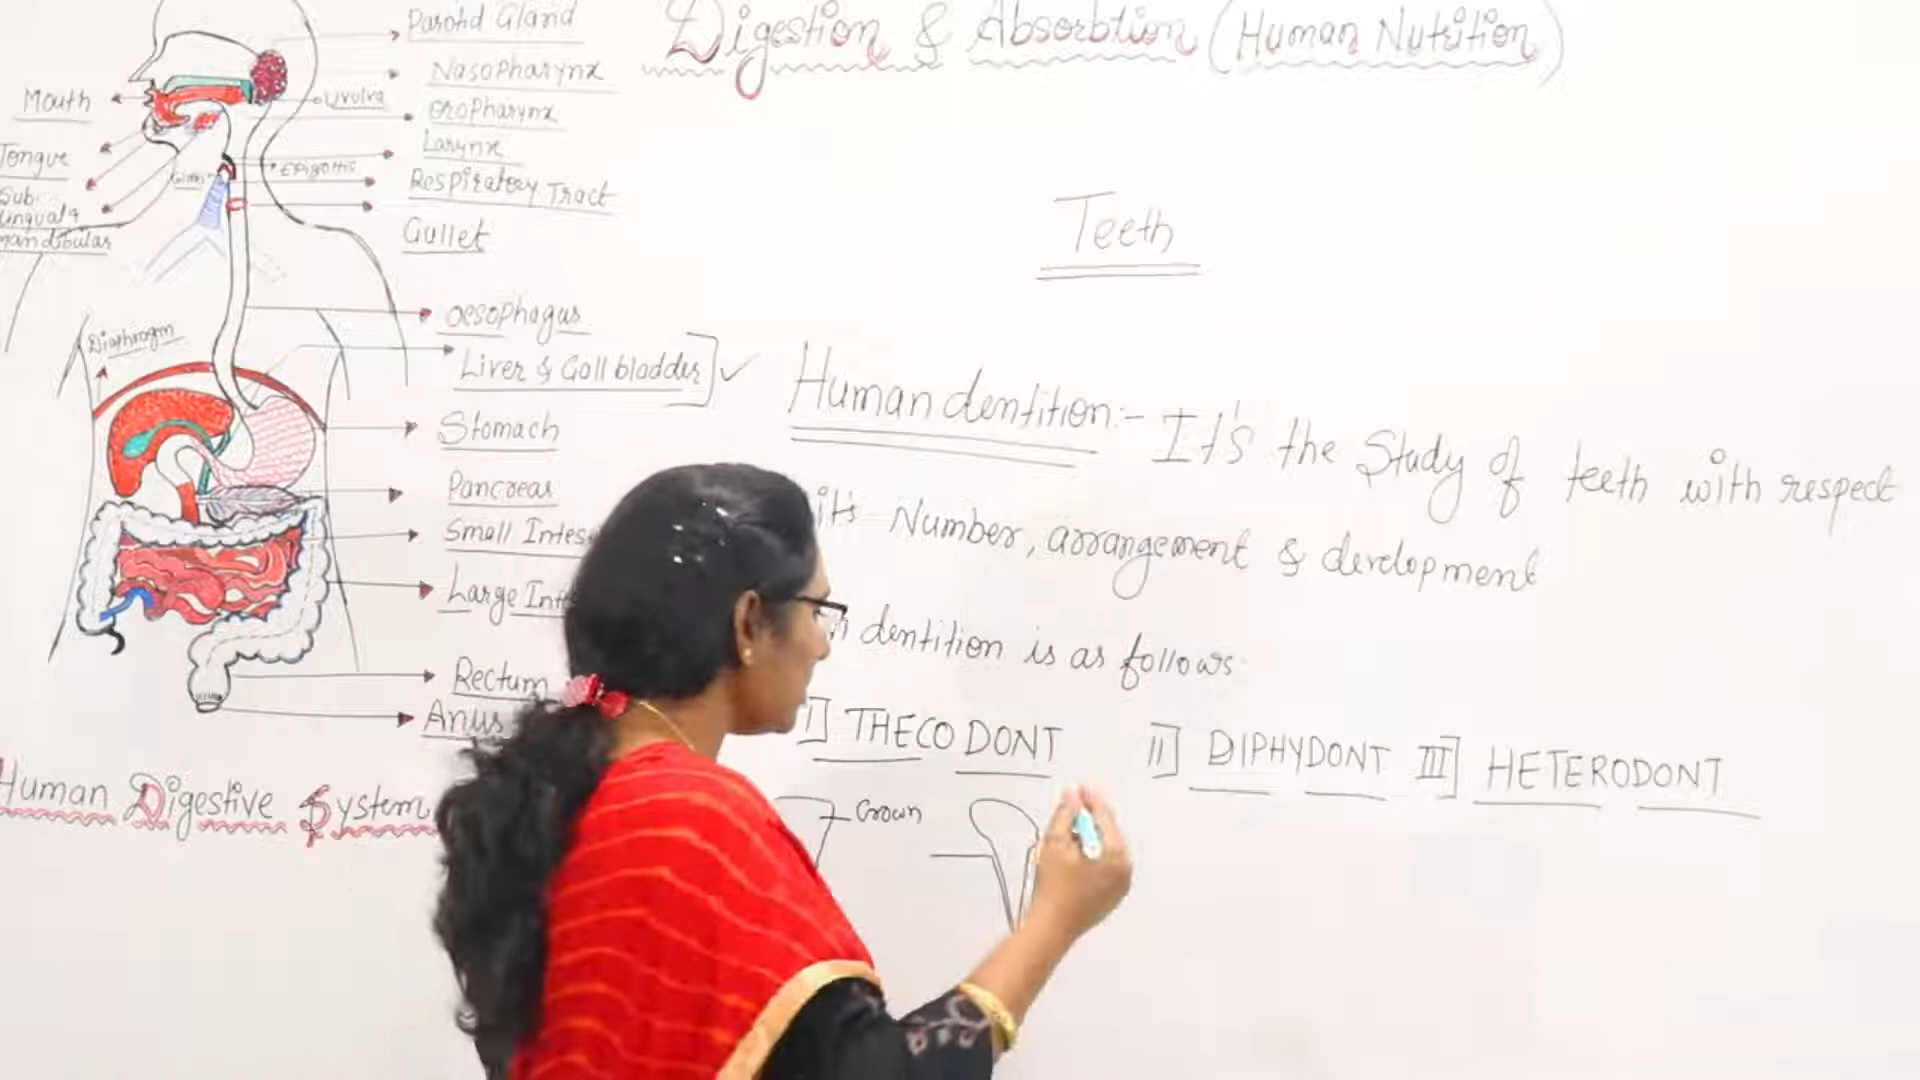 Digestion & Absorbtion (Human Nutrition)
Parotid Gland
Nasopharynx
Uvulva
Oropharynx
Larynx
Epiglottis
Respiratory Tract
Gullet
Mouth
Tongue
Sub-
lingual &
mandibular
Oesophagus
Diaphragm
Liver & Gall bladder
Stomach
Pancreas
Small Intes
Large Int
Rectum
Anus
Human Digestive System
Teeth
Human dentition:- It's the Study of teeth with respect
it's Number, arrangement & development
dentition is as follows.
I] THECODONT II] DIPHYDONT III] HETERODONT
Crown